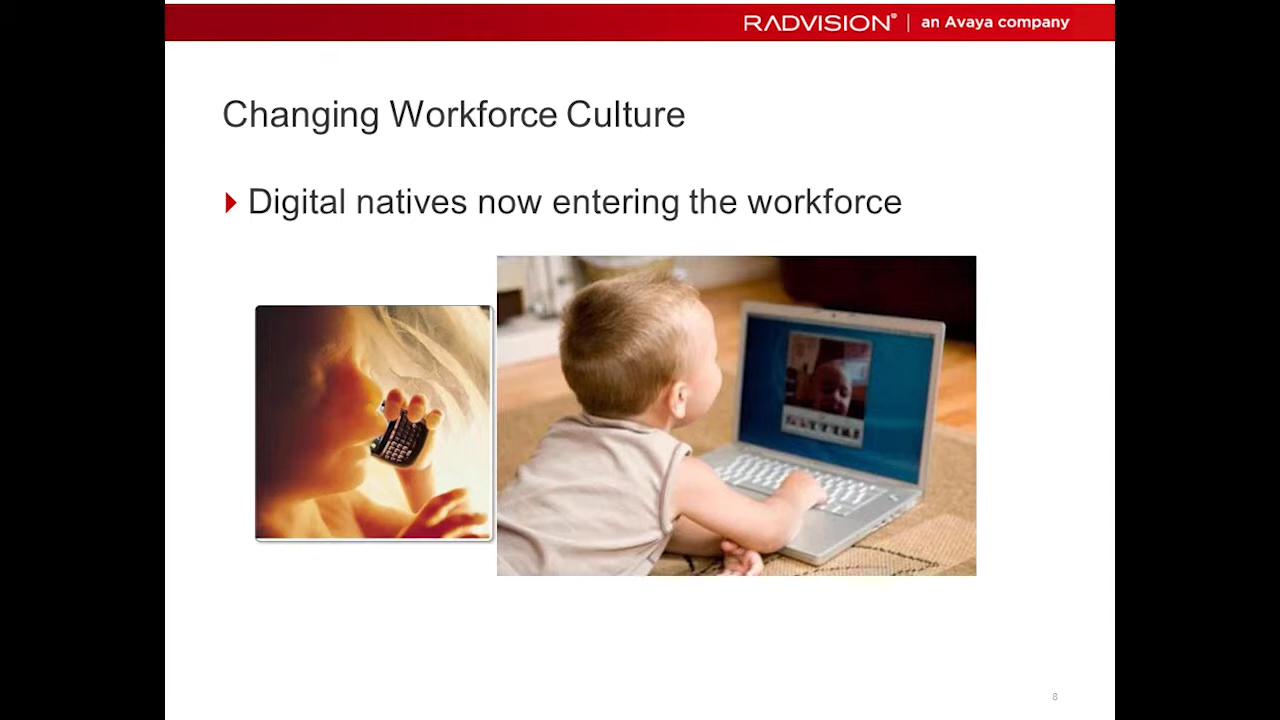 RADVISION® | an Avaya company
Changing Workforce Culture
Digital natives now entering the workforce
8